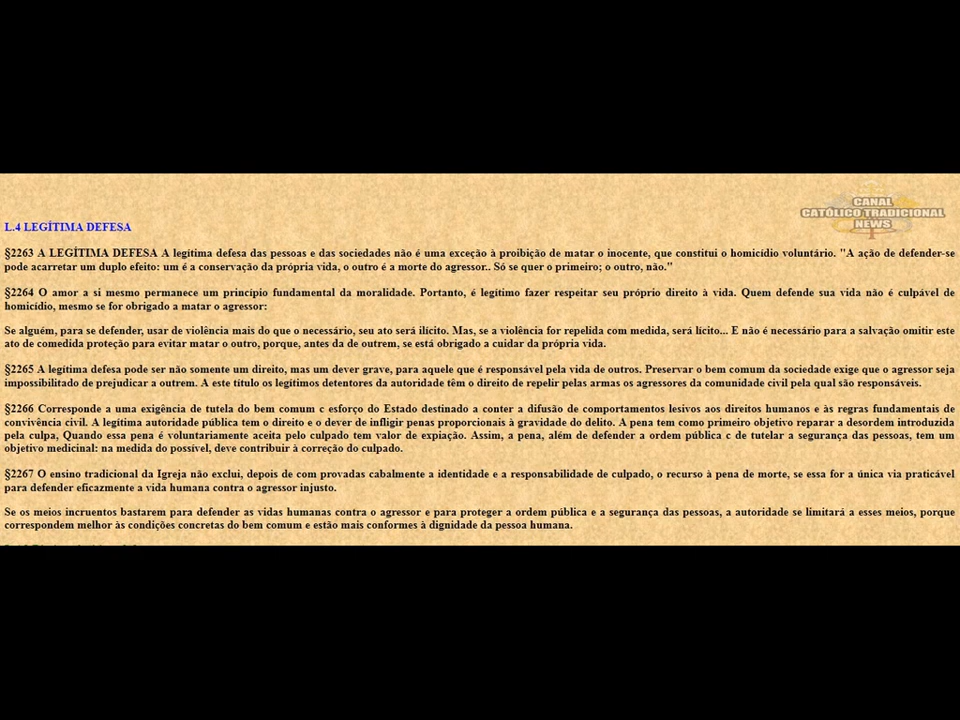 CANAL
CATÓLICO TRADICIONAL
NEWS
L.4 LEGÍTIMA DEFESA
§2263 A LEGÍTIMA DEFESA A legítima defesa das pessoas e das sociedades não é uma exceção à proibição de matar o inocente, que constitui o homicídio voluntário. "A ação de defender-se
pode acarretar um duplo efeito: um é a conservação da própria vida, o outro é a morte do agressor.. Só se quer o primeiro; o outro, não."
§2264 O amor a si mesmo permanece um princípio fundamental da moralidade. Portanto, é legítimo fazer respeitar seu próprio direito à vida. Quem defende sua vida não é culpável de
homicídio, mesmo se for obrigado a matar o agressor:
Se alguém, para se defender, usar de violência mais do que o necessário, seu ato será ilícito. Mas, se a violência for repelida com medida, será lícito... E não é necessário para a salvação omitir este
ato de comedida proteção para evitar matar o outro, porque, antes da de outrem, se está obrigado a cuidar da própria vida.
§2265 A legítima defesa pode ser não somente um direito, mas um dever grave, para aquele que é responsável pela vida de outros. Preservar o bem comum da sociedade exige que o agressor seja
impossibilitado de prejudicar a outrem. A este título os legítimos detentores da autoridade têm o direito de repelir pelas armas os agressores da comunidade civil pela qual são responsáveis.
§2266 Corresponde a uma exigência de tutela do bem comum c esforço do Estado destinado a conter a difusão de comportamentos lesivos aos direitos humanos e às regras fundamentais de
convivência civil. A legítima autoridade pública tem o direito e o dever de infligir penas proporcionais à gravidade do delito. A pena tem como primeiro objetivo reparar a desordem introduzida
pela culpa, Quando essa pena é voluntariamente aceita pelo culpado tem valor de expiação. Assim, a pena, além de defender a ordem pública c de tutelar a segurança das pessoas, tem um
objetivo medicinal: na medida do possível, deve contribuir à correção do culpado.
§2267 O ensino tradicional da Igreja não exclui, depois de com provadas cabalmente a identidade e a responsabilidade de culpado, o recurso à pena de morte, se essa for a única via praticável
para defender eficazmente a vida humana contra o agressor injusto.
Se os meios incruentos bastarem para defender as vidas humanas contra o agressor e para proteger a ordem pública e a segurança das pessoas, a autoridade se limitará a esses meios, porque
correspondem melhor às condições concretas do bem comum e estão mais conformes à dignidade da pessoa humana.